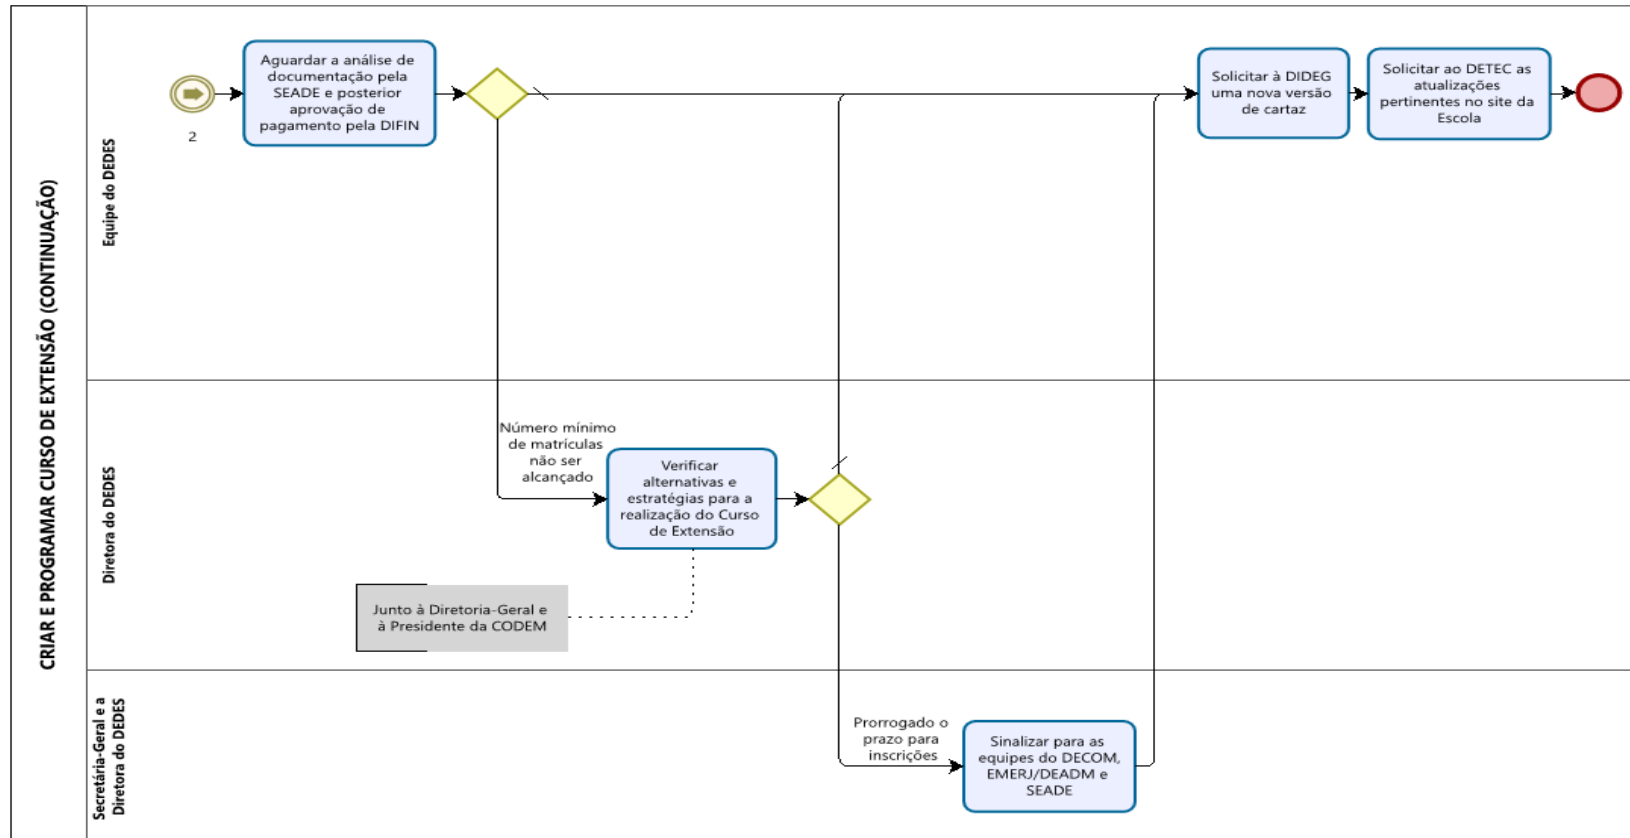 CRIAR E PROGRAMAR CURSO DE EXTENSÃO (CONTINUAÇÃO)
Equipe do DEDES
2
Aguardar a análise de
documentação pela
SEADE e posterior
aprovação de
pagamento pela DIFIN
Solicitar à DIDEG
uma nova versão
de cartaz
Solicitar ao DETEC as
atualizações
pertinentes no site da
Escola
Diretora do DEDES
Número mínimo
de matrículas
não ser
alcançado
Verificar
alternativas e
estratégias para a
realização do Curso
de Extensão
Junto à Diretoria-Geral e
à Presidente da CODEM
Secretária-Geral e a
Diretora do DEDES
Prorrogado o
prazo para
inscrições
Sinalizar para as
equipes do DECOM,
EMERJ/DEADM e
SEADE